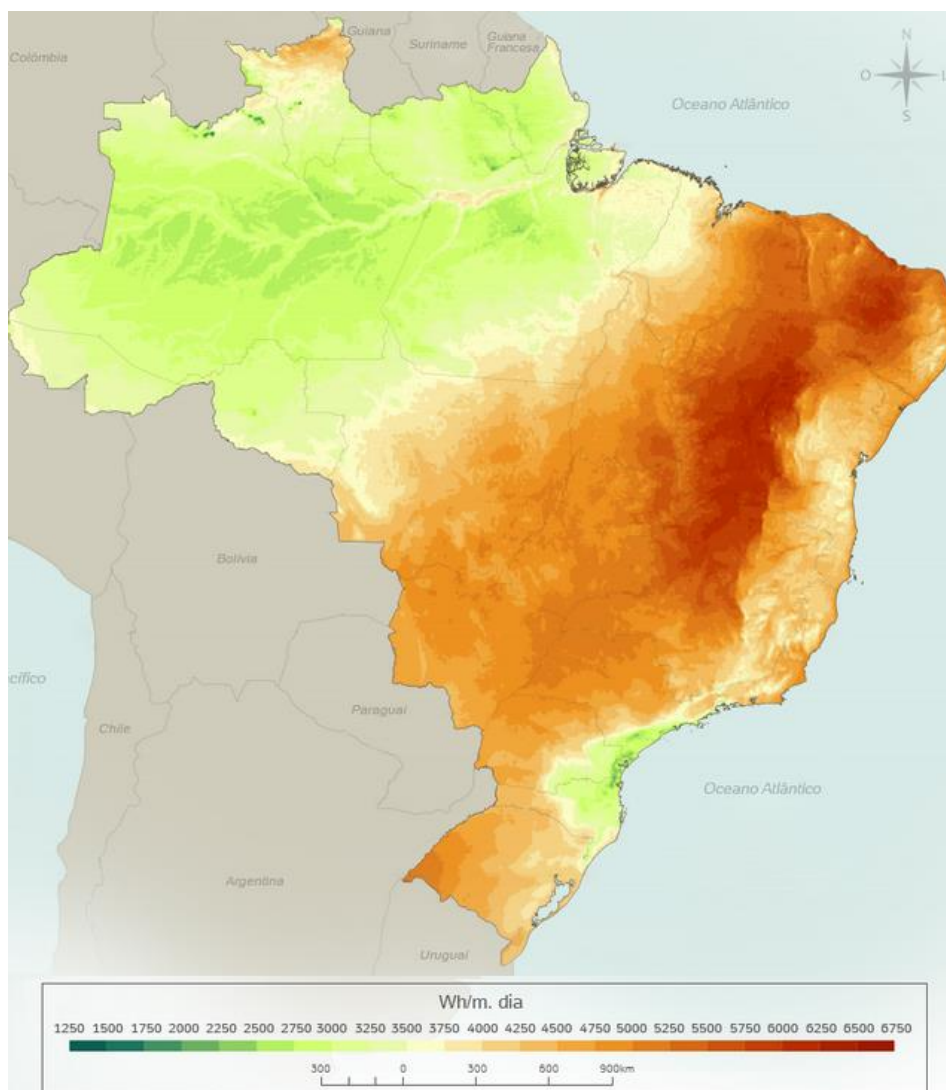 Guiana
Suriname
Guiana
Francesa
Colômbia
N
O
L
S
Oceano Atlântico
Bolívia
cífico
Paraguai
Chile
Oceano Atlântico
Argentina
Uruguai
Wh/m. dia
1250 1500 1750 2000 2250 2500 2750 3000 3250 3500 3750 4000 4250 4500 4750 5000 5250 5500 5750 6000 6250 6500 6750
300 0 300 600 900km